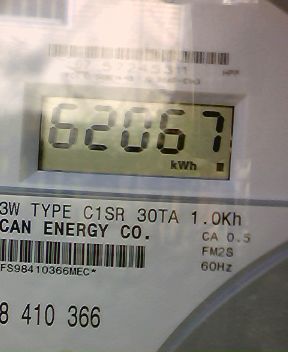 62067
kWh
3W TYPE C1SR 30TA 1.0Kh
CAN ENERGY CO.
CA 0.5
FM2S
60Hz
FS98410366MEC*
8 410 366